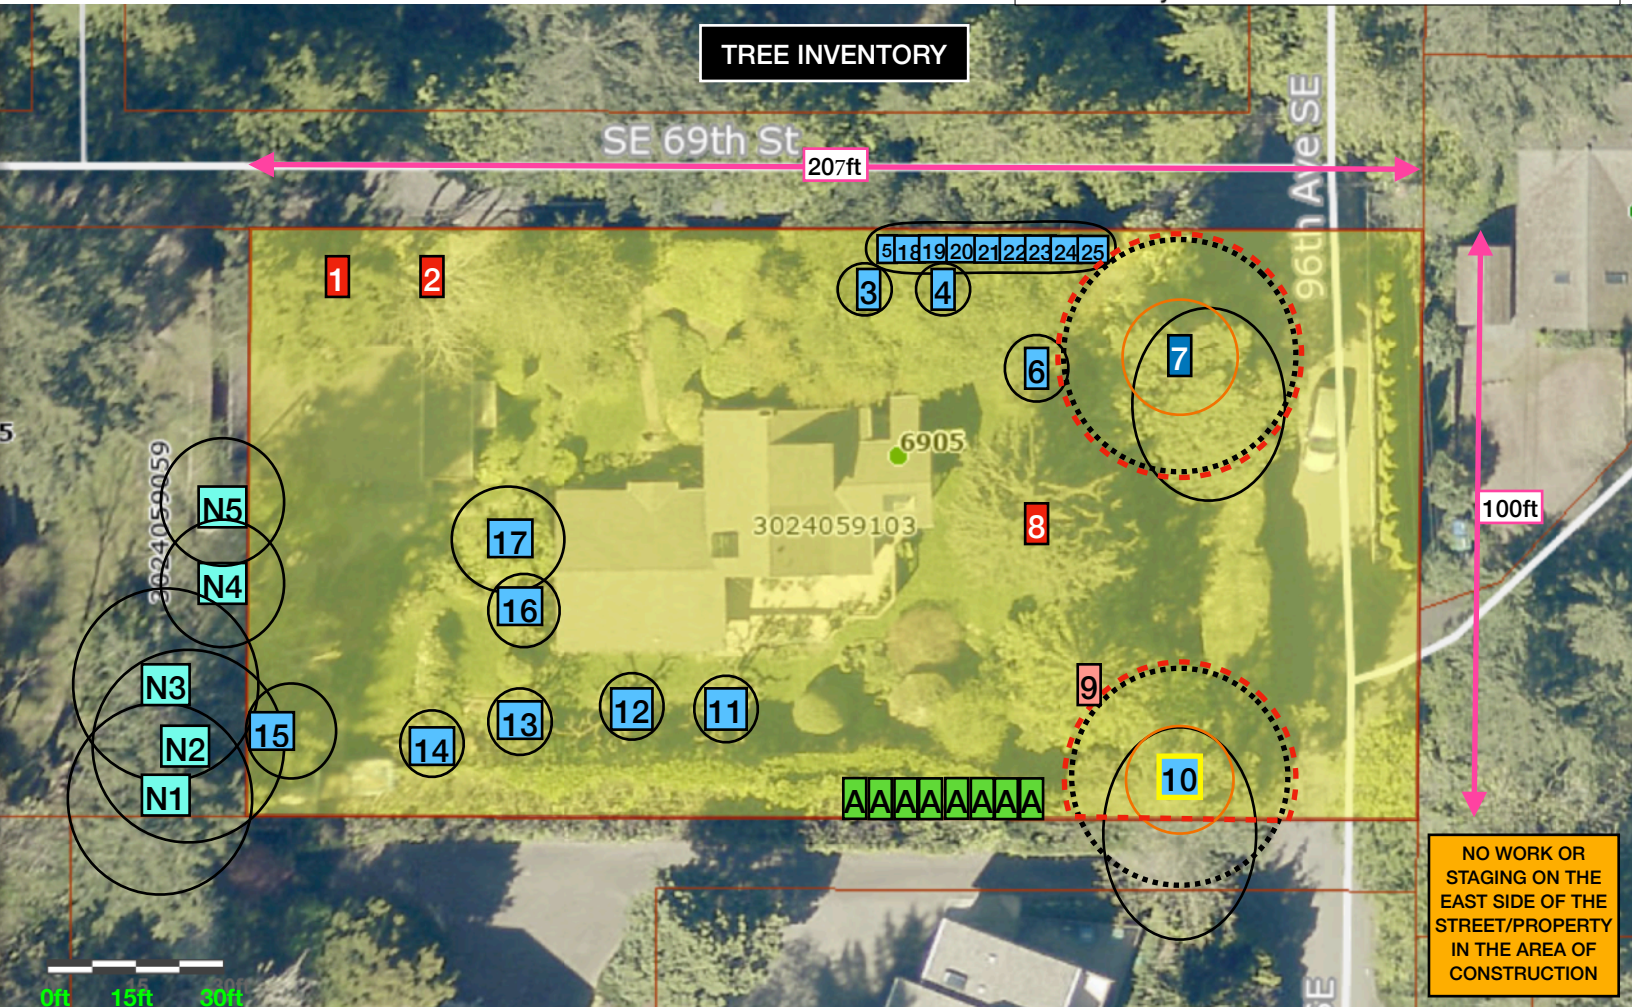 TREE INVENTORY
SE 69th St
207ft
96th Ave SE
5 18 19 20 21 22 23 24 25
1
2
3
4
6
7
5
6905
3024059059
N5
17
3024059103
8
100ft
N4
16
N3
9
15
N2
14
13
12
11
10
N1
A A A A A A A A
NO WORK OR
STAGING ON THE
EAST SIDE OF THE
STREET/PROPERTY
IN THE AREA OF
CONSTRUCTION
0ft 15ft 30ft
SE